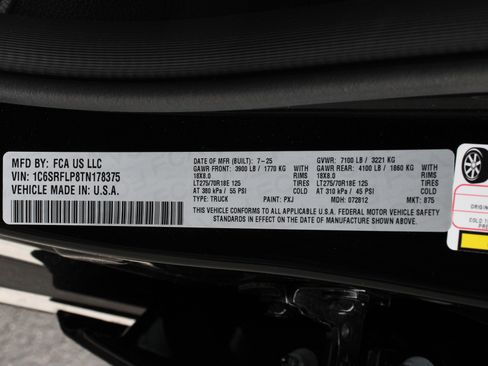 MFD BY: FCA US LLC
VIN: 1C6SRFLP8TN178375
VEHICLE MADE IN: U.S.A.
DATE OF MFR (BUILT): 7-25 GVWR: 7100 LB / 3221 KG
GAWR FRONT: 3900 LB / 1770 KG WITH GAWR REAR: 4100 LB / 1860 KG WITH
18X8.0 RIMS 18X8.0 RIMS
LT275/70R18E 125 TIRES LT275/70R18E 125 TIRES
AT 380 kPa / 55 PSI COLD AT 310 kPa / 45 PSI COLD
TYPE: TRUCK PAINT: PXJ MDH: 072812 MKT: 875
THIS VEHICLE CONFORMS TO ALL APPLICABLE U.S.A. FEDERAL MOTOR VEHICLE SAFETY
STANDARDS IN EFFECT ON THE DATE OF MANUFACTURE SHOWN ABOVE.
ORIGIN
COLD